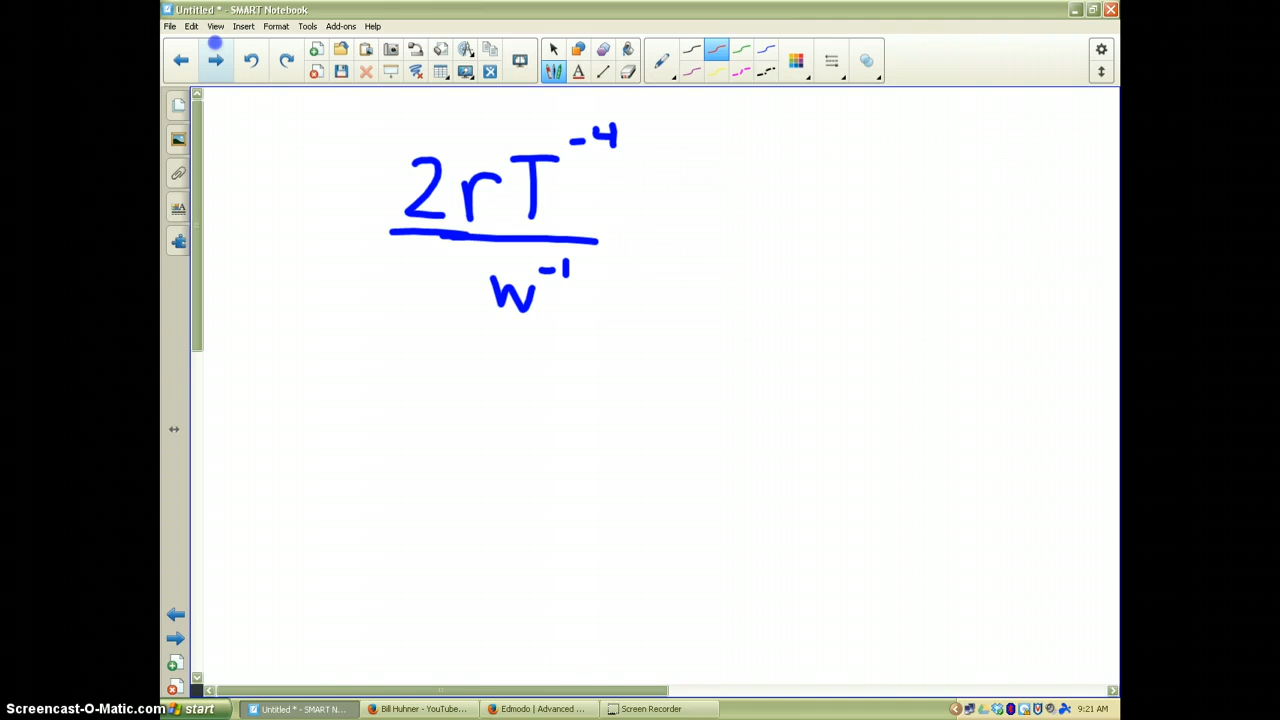 Untitled * - SMART Notebook
File Edit View Insert Format Tools Add-ons Help
2rT⁻⁴
w⁻¹
Screencast-O-Matic.com
start
Untitled * - SMART N...
Bill Huhner - YouTube...
Edmodo | Advanced ...
Screen Recorder
9:21 AM